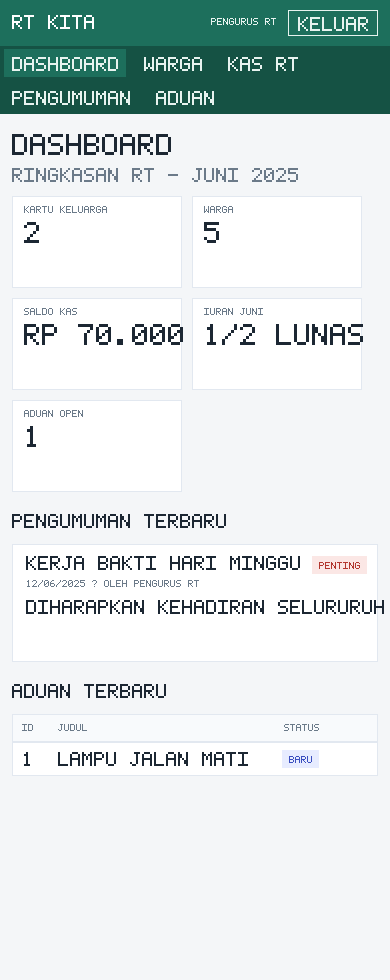 RT KITA PENGURUS RT KELUAR
DASHBOARD WARGA KAS RT
PENGUMUMAN ADUAN
DASHBOARD
RINGKASAN RT - JUNI 2025
KARTU KELUARGA WARGA
2 5
SALDO KAS IURAN JUNI
RP 70.000 1/2 LUNAS
ADUAN OPEN
1
PENGUMUMAN TERBARU
KERJA BAKTI HARI MINGGU PENTING
12/06/2025 ? OLEH PENGURUS RT
DIHARAPKAN KEHADIRAN SELURURUH
ADUAN TERBARU
ID JUDUL STATUS
1 LAMPU JALAN MATI BARU